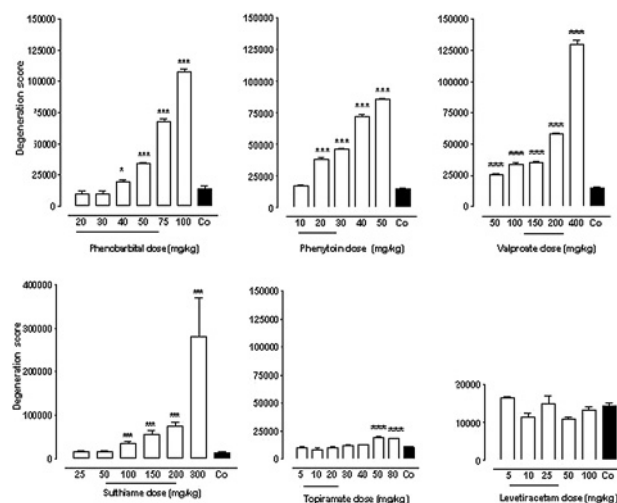 150000 150000 150000
125000 125000 125000
100000 100000 100000
75000 75000 75000
50000 50000 50000
25000 25000 25000
0 0 0
Degeneration score
* *** *** ***
*** *** *** ***
*** *** *** *** ***
20 30 40 50 75 100 Co
Phenobarbital dose (mg/kg)
10 20 30 40 50 Co
Phenytoin dose (mg/kg)
50 100 150 200 400 Co
Valproate dose (mg/kg)
400000
300000
200000
100000
0
Degeneration score
*** *** *** ***
25 50 100 150 200 300 Co
Sulthiame dose (mg/kg)
150000
125000
100000
75000
50000
25000
0
*** ***
5 10 20 30 40 50 80 Co
Topiramate dose (mg/kg)
20000
10000
0
5 10 25 50 100 Co
Levetiracetam dose (mg/kg)